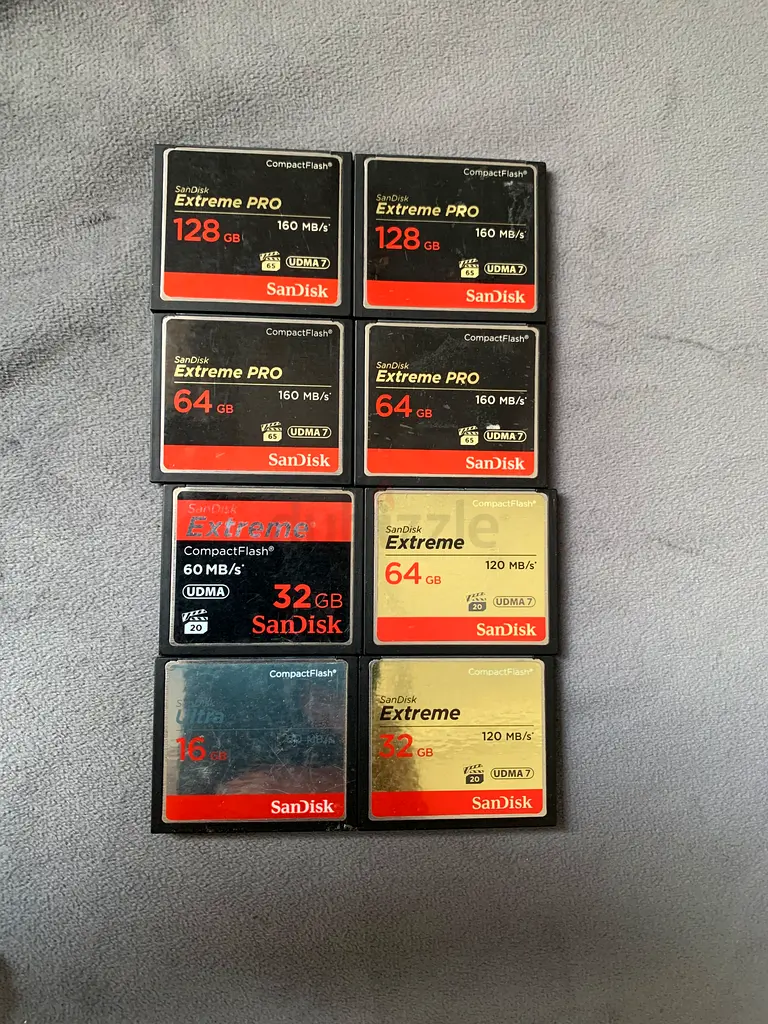 CompactFlash®
SanDisk
Extreme PRO
128 GB 160 MB/s*
65 UDMA 7
SanDisk
CompactFlash®
SanDisk
Extreme PRO
128 GB 160 MB/s*
65 UDMA 7
SanDisk
CompactFlash®
SanDisk
Extreme PRO
64 GB 160 MB/s*
65 UDMA 7
SanDisk
CompactFlash®
SanDisk
Extreme PRO
64 GB 160 MB/s*
65 UDMA 7
SanDisk
SanDisk
Extreme
CompactFlash®
60 MB/s*
UDMA
32 GB
20
SanDisk
CompactFlash®
SanDisk
Extreme
64 GB 120 MB/s*
20 UDMA 7
SanDisk
CompactFlash®
SanDisk
Ultra
16 GB
SanDisk
CompactFlash®
SanDisk
Extreme
32 GB 120 MB/s*
20 UDMA 7
SanDisk
dubizzle